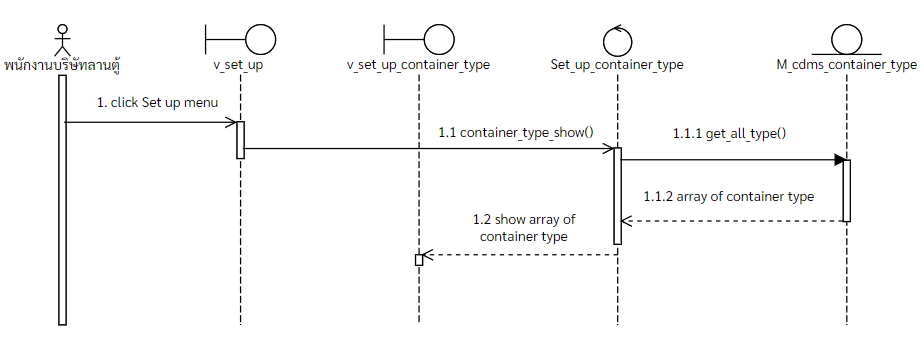 พนักงานบริษัทลานตู้
v_set_up
v_set_up_container_type
Set_up_container_type
M_cdms_container_type
1. click Set up menu
1.1 container_type_show()
1.1.1 get_all_type()
1.1.2 array of container type
1.2 show array of
container type